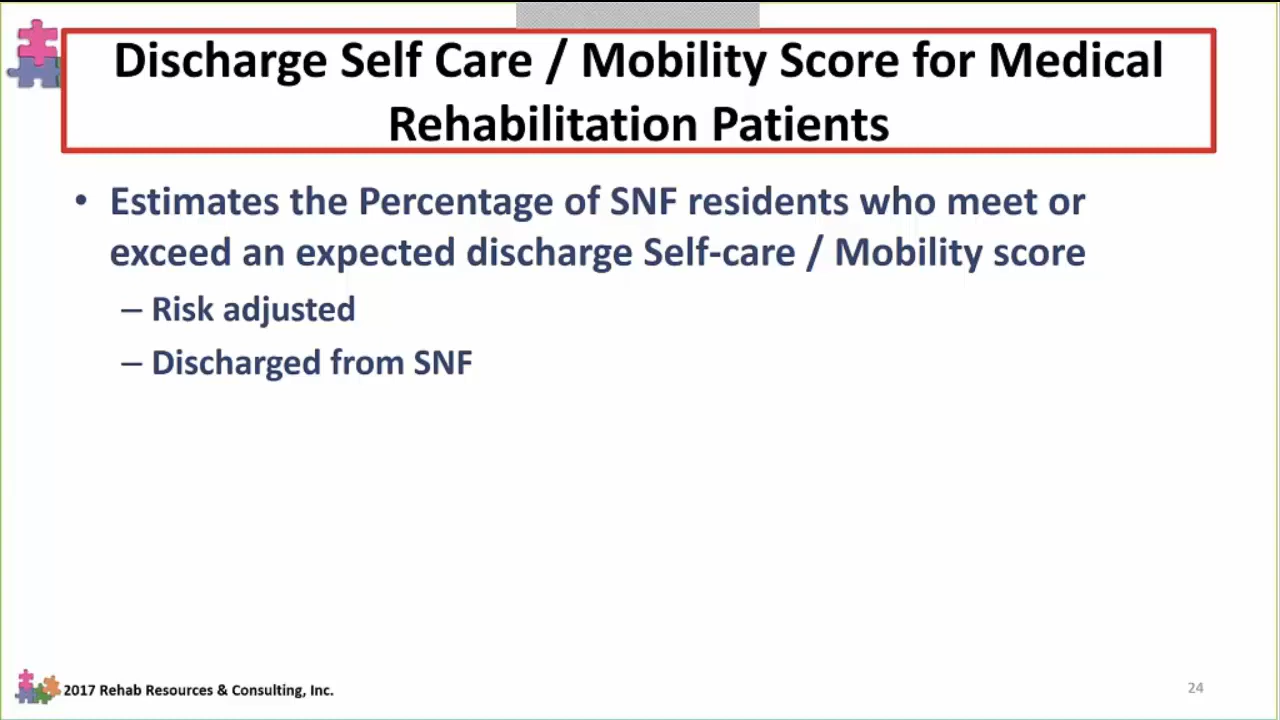 Discharge Self Care / Mobility Score for Medical
Rehabilitation Patients
• Estimates the Percentage of SNF residents who meet or
exceed an expected discharge Self-care / Mobility score
– Risk adjusted
– Discharged from SNF
2017 Rehab Resources & Consulting, Inc.
24